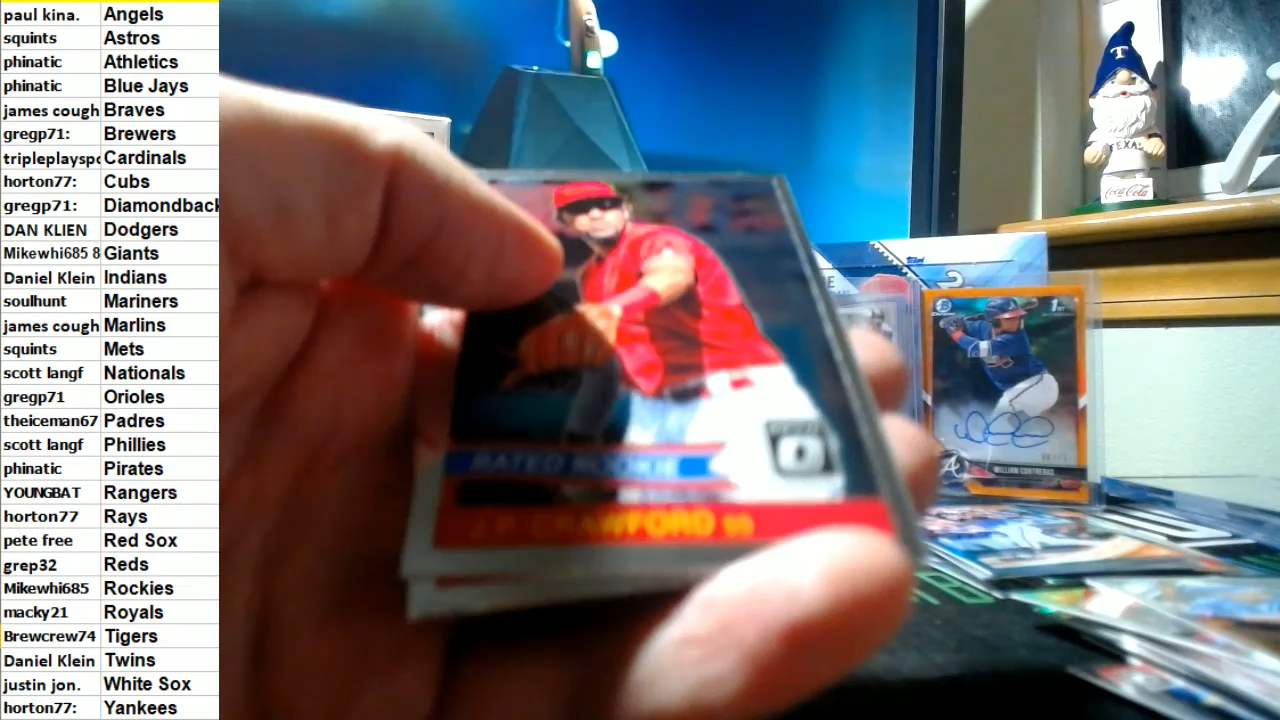 paul kina. Angels
squints Astros
phinatic Athletics
phinatic Blue Jays
james cough Braves
gregp71: Brewers
tripleplayspo Cardinals
horton77: Cubs
gregp71: Diamondback
DAN KLIEN Dodgers
Mikewhi685 8 Giants
Daniel Klein Indians
soulhunt Mariners
james cough Marlins
squints Mets
scott langf Nationals
gregp71 Orioles
theiceman67 Padres
scott langf Phillies
phinatic Pirates
YOUNGBAT Rangers
horton77 Rays
pete free Red Sox
grep32 Reds
Mikewhi685 Rockies
macky21 Royals
Brewcrew74 Tigers
Daniel Klein Twins
justin jon. White Sox
horton77: Yankees
RATED ROOKIE
J.P. CRAWFORD SS
T
TEXAS
Coca-Cola
1ST
WILLIAM CONTRERAS